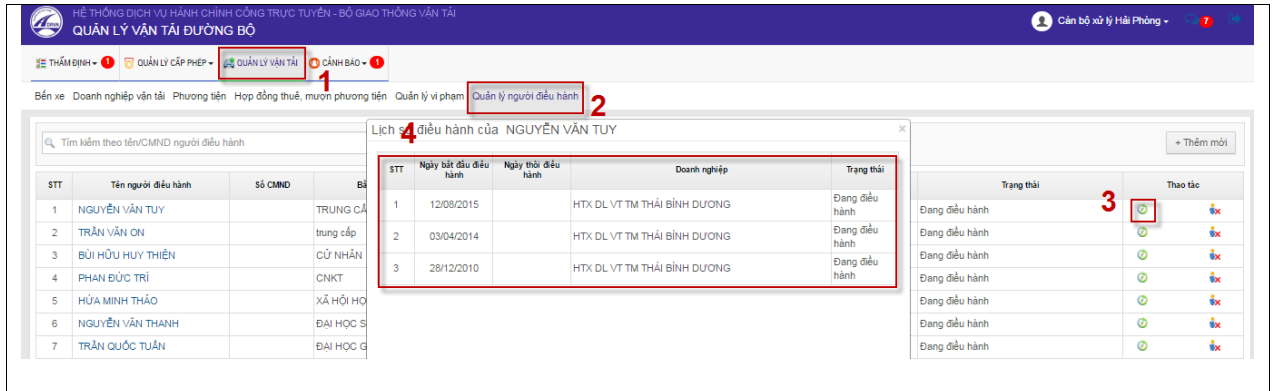 HỆ THỐNG DỊCH VỤ HÀNH CHÍNH CÔNG TRỰC TUYẾN - BỘ GIAO THÔNG VẬN TẢI
QUẢN LÝ VẬN TẢI ĐƯỜNG BỘ
Cán bộ xử lý Hải Phòng
7
THẨM ĐỊNH 1 QUẢN LÝ CẤP PHÉP QUẢN LÝ VẬN TẢI CẢNH BÁO 1
1
Bến xe Doanh nghiệp vận tải Phương tiện Hợp đồng thuê, mượn phương tiện Quản lý vi phạm Quản lý người điều hành
2
Lịch sử điều hành của NGUYỄN VĂN TUY ×
4
Tìm kiếm theo tên/CMND người điều hành
+ Thêm mới
STT Ngày bắt đầu điều hành Ngày thôi điều hành Doanh nghiệp Trạng thái
1 12/08/2015 HTX DL VT TM THÁI BÌNH DƯƠNG Đang điều hành
2 03/04/2014 HTX DL VT TM THÁI BÌNH DƯƠNG Đang điều hành
3 28/12/2010 HTX DL VT TM THÁI BÌNH DƯƠNG Đang điều hành
STT Tên người điều hành Số CMND Bằ Trạng thái Thao tác
3
1 NGUYỄN VĂN TUY TRUNG CẤ Đang điều hành
2 TRẦN VĂN ON trung cấp Đang điều hành
3 BÙI HỮU HUY THIỆN CỬ NHÂN Đang điều hành
4 PHAN ĐỨC TRÍ CNKT Đang điều hành
5 HỨA MINH THẢO XÃ HỘI HỌ Đang điều hành
6 NGUYỄN VĂN THANH ĐẠI HỌC S Đang điều hành
7 TRẦN QUỐC TUẤN ĐẠI HỌC G Đang điều hành